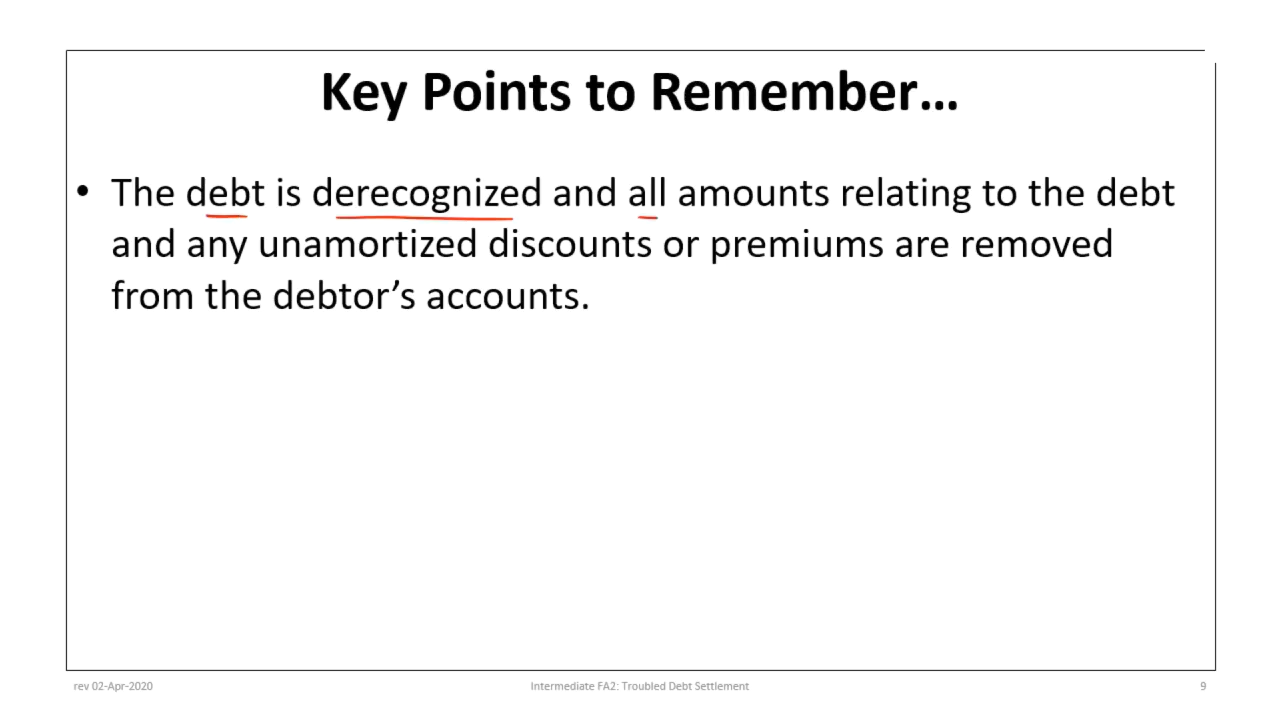 Key Points to Remember...
• The debt is derecognized and all amounts relating to the debt
and any unamortized discounts or premiums are removed
from the debtor’s accounts.
rev 02-Apr-2020
Intermediate FA2: Troubled Debt Settlement
9